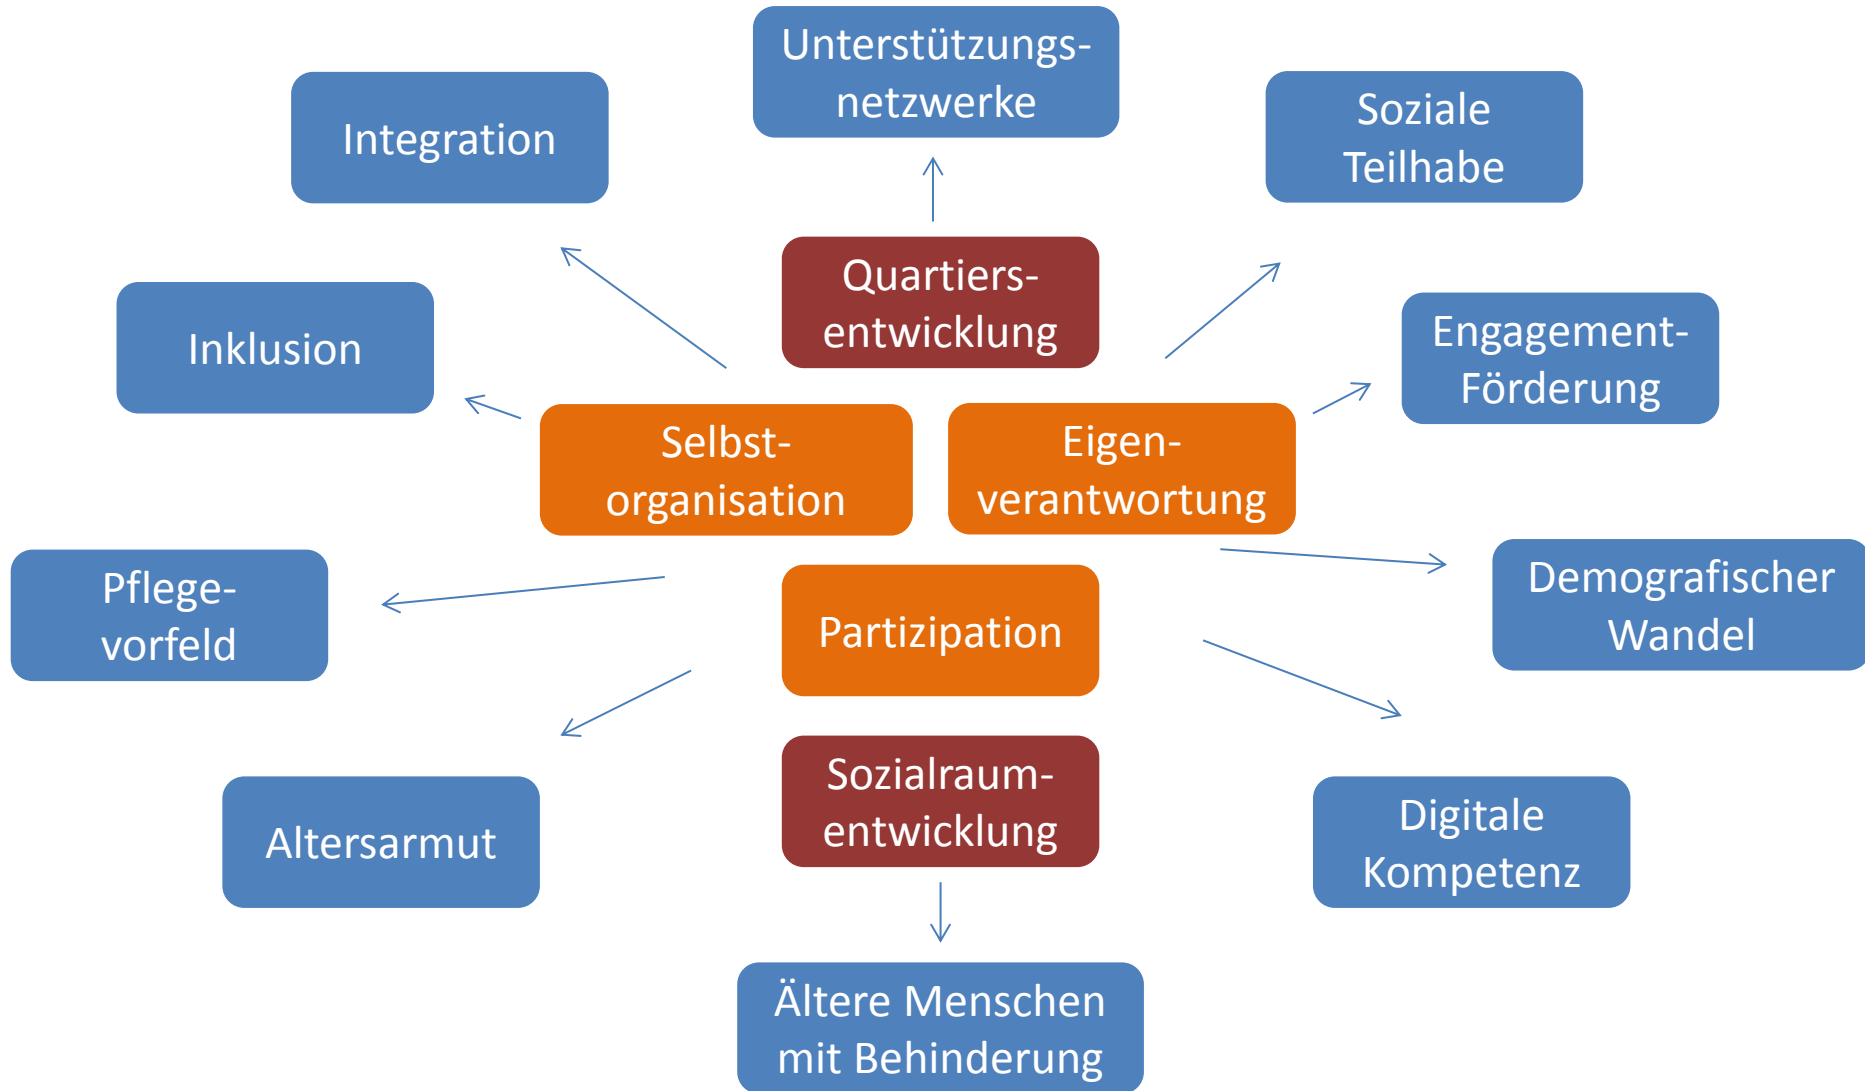 Unterstützungs-
netzwerke
Integration
Soziale
Teilhabe
Quartiers-
entwicklung
Inklusion
Engagement-
Förderung
Selbst-
organisation
Eigen-
verantwortung
Pflege-
vorfeld
Partizipation
Demografischer
Wandel
Sozialraum-
entwicklung
Altersarmut
Digitale
Kompetenz
Ältere Menschen
mit Behinderung